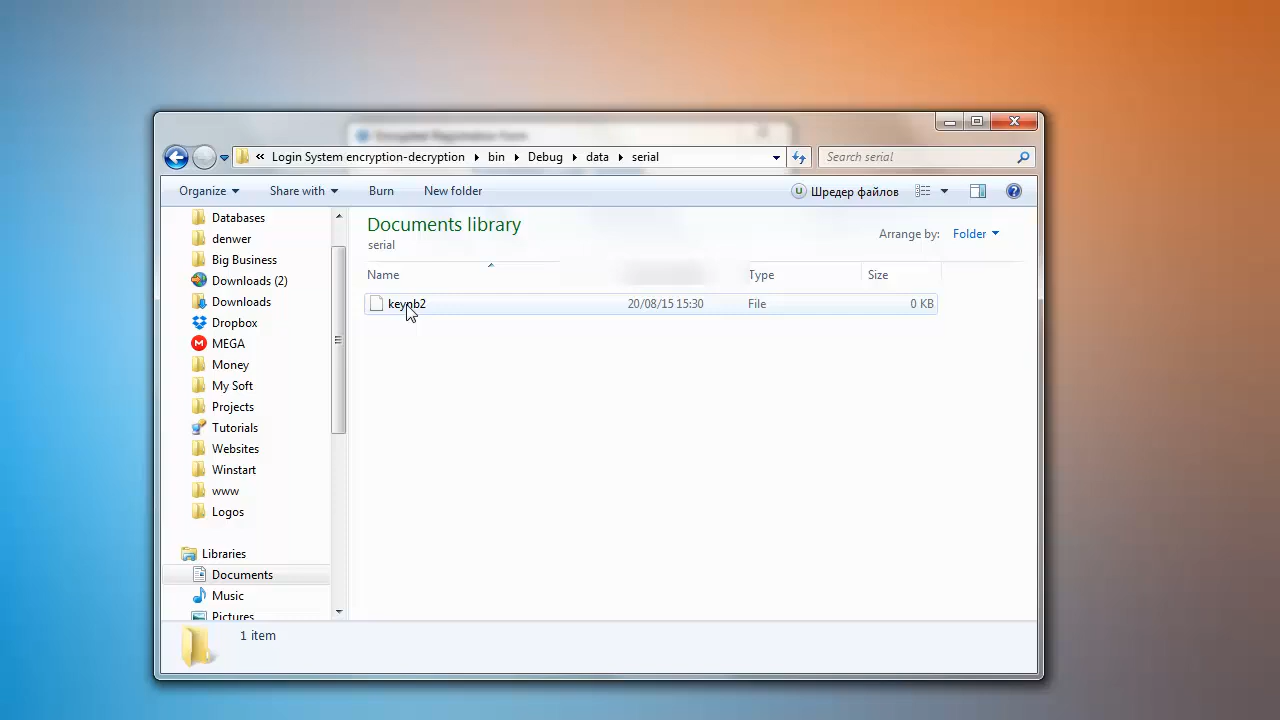 Encrypted Registration Form
« Login System encryption-decryption bin Debug data serial
Search serial
Organize Share with Burn New folder Шредер файлов
Databases
denwer
Big Business
Downloads (2)
Downloads
Dropbox
MEGA
Money
My Soft
Projects
Tutorials
Websites
Winstart
www
Logos
Libraries
Documents
Music
Pictures
Documents library
serial
Arrange by: Folder
Name Type Size
20/08/15 15:30 File 0 KB
1 item